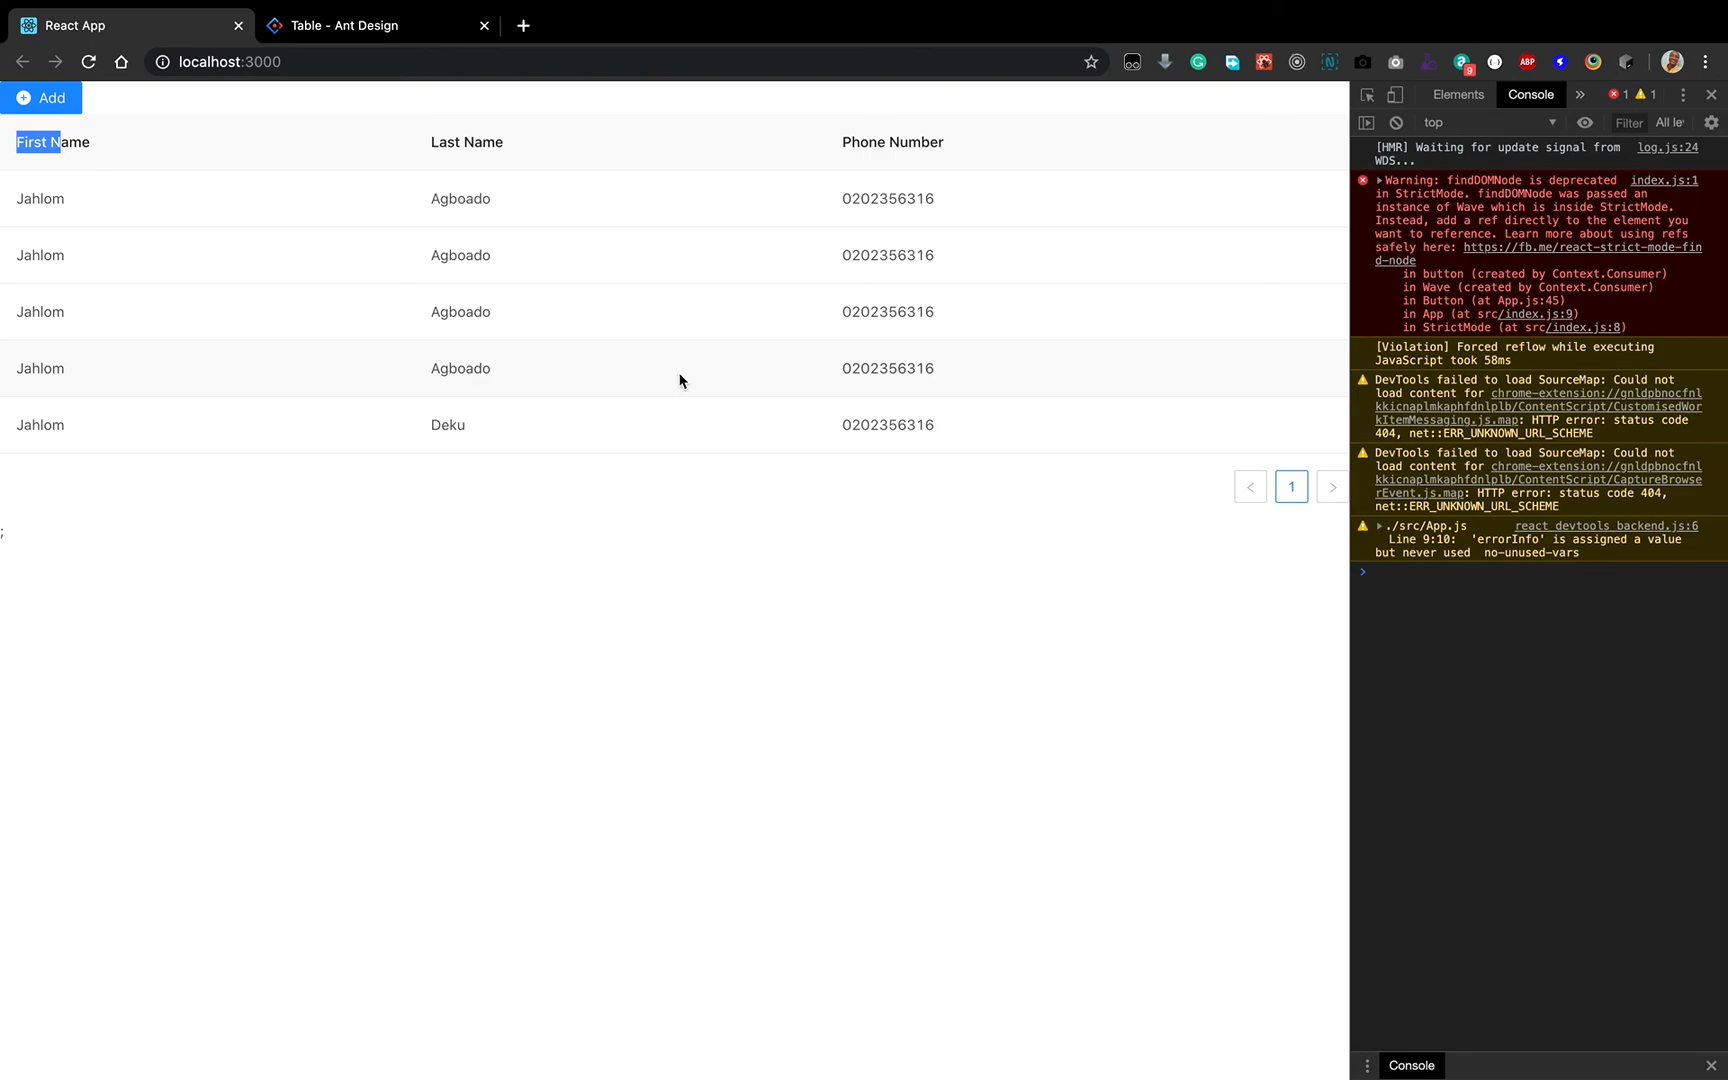 React App
Table - Ant Design
localhost:3000
9
ABP
Add
First Name Last Name Phone Number
Jahlom Agboado 0202356316
Jahlom Agboado 0202356316
Jahlom Agboado 0202356316
Jahlom Agboado 0202356316
Jahlom Deku 0202356316
< 1 >
;
Elements Console » 1 1
top Filter All le
[HMR] Waiting for update signal from log.js:24
WDS...
Warning: findDOMNode is deprecated index.js:1
in StrictMode. findDOMNode was passed an
instance of Wave which is inside StrictMode.
Instead, add a ref directly to the element you
want to reference. Learn more about using refs
safely here: https://fb.me/react-strict-mode-fin
d-node
in button (created by Context.Consumer)
in Wave (created by Context.Consumer)
in Button (at App.js:45)
in App (at src/index.js:9)
in StrictMode (at src/index.js:8)
[Violation] Forced reflow while executing
JavaScript took 58ms
DevTools failed to load SourceMap: Could not
load content for chrome-extension://gnldpbnocfnl
kkicnaplmkaphfdnlplb/ContentScript/CustomisedWor
kItemMessaging.js.map: HTTP error: status code
404, net::ERR_UNKNOWN_URL_SCHEME
DevTools failed to load SourceMap: Could not
load content for chrome-extension://gnldpbnocfnl
kkicnaplmkaphfdnlplb/ContentScript/CaptureBrowse
rEvent.js.map: HTTP error: status code 404,
net::ERR_UNKNOWN_URL_SCHEME
./src/App.js react_devtools_backend.js:6
Line 9:10: 'errorInfo' is assigned a value
but never used no-unused-vars
>
Console